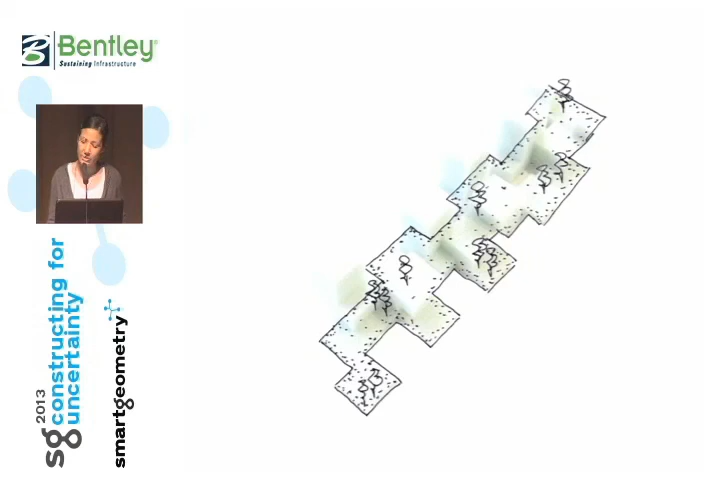 Bentley®
Sustaining Infrastructure
sg 2013
constructing for
uncertainty
smartgeometry